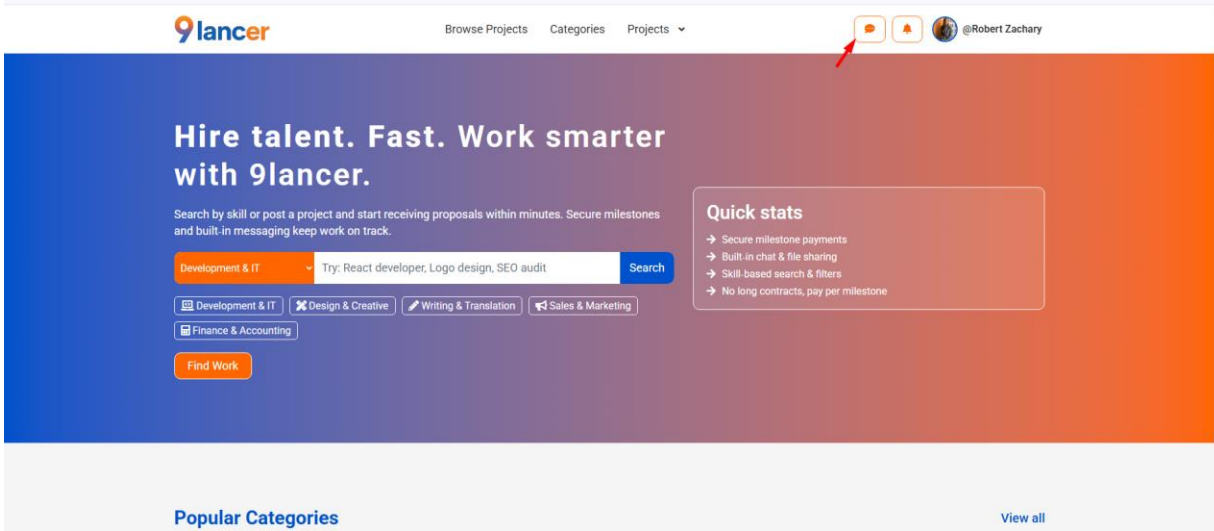 9lancer
Browse Projects Categories Projects
@Robert Zachary
Hire talent. Fast. Work smarter
with 9lancer.
Search by skill or post a project and start receiving proposals within minutes. Secure milestones
and built-in messaging keep work on track.
Development & IT Try: React developer, Logo design, SEO audit Search
Development & IT Design & Creative Writing & Translation Sales & Marketing
Finance & Accounting
Find Work
Quick stats
Secure milestone payments
Built-in chat & file sharing
Skill-based search & filters
No long contracts, pay per milestone
Popular Categories
View all